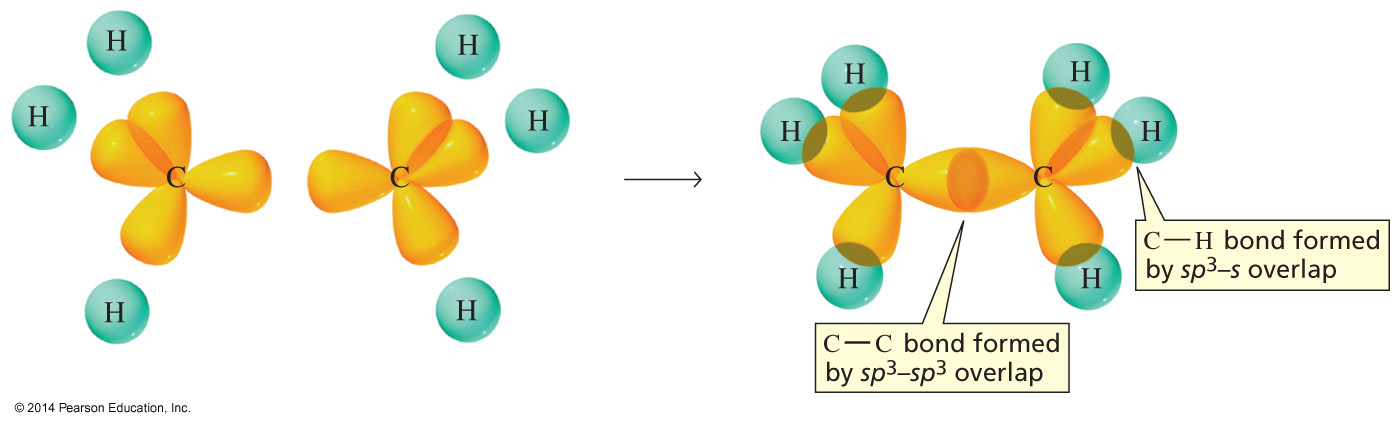 H
H
H
H
C
C
H
H
H
H
H
H
C
C
H
H
C—H bond formed
by sp³–s overlap
C—C bond formed
by sp³–sp³ overlap
© 2014 Pearson Education, Inc.